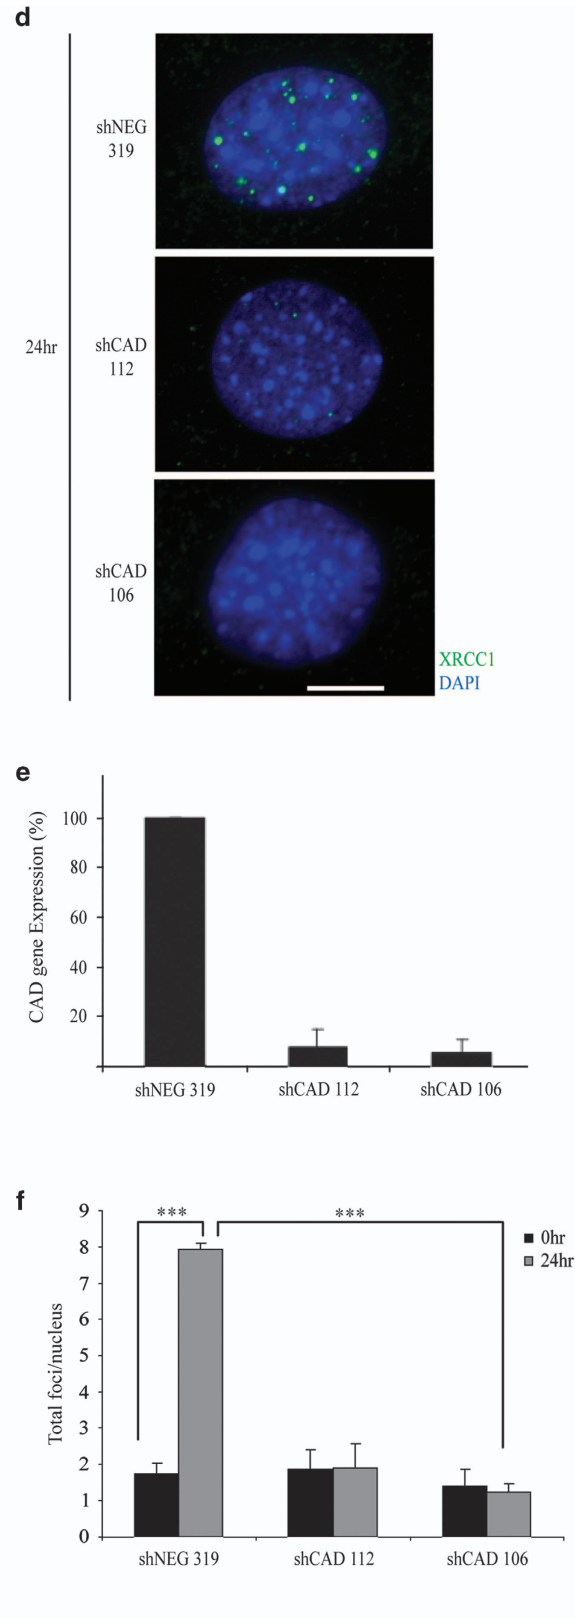 d
shNEG
319
24hr
shCAD
112
shCAD
106
XRCC1
DAPI
e
CAD gene Expression (%)
100
80
60
40
20
shNEG 319
shCAD 112
shCAD 106
f
Total foci/nucleus
9
8
7
6
5
4
3
2
1
0
***
***
0hr
24hr
shNEG 319
shCAD 112
shCAD 106